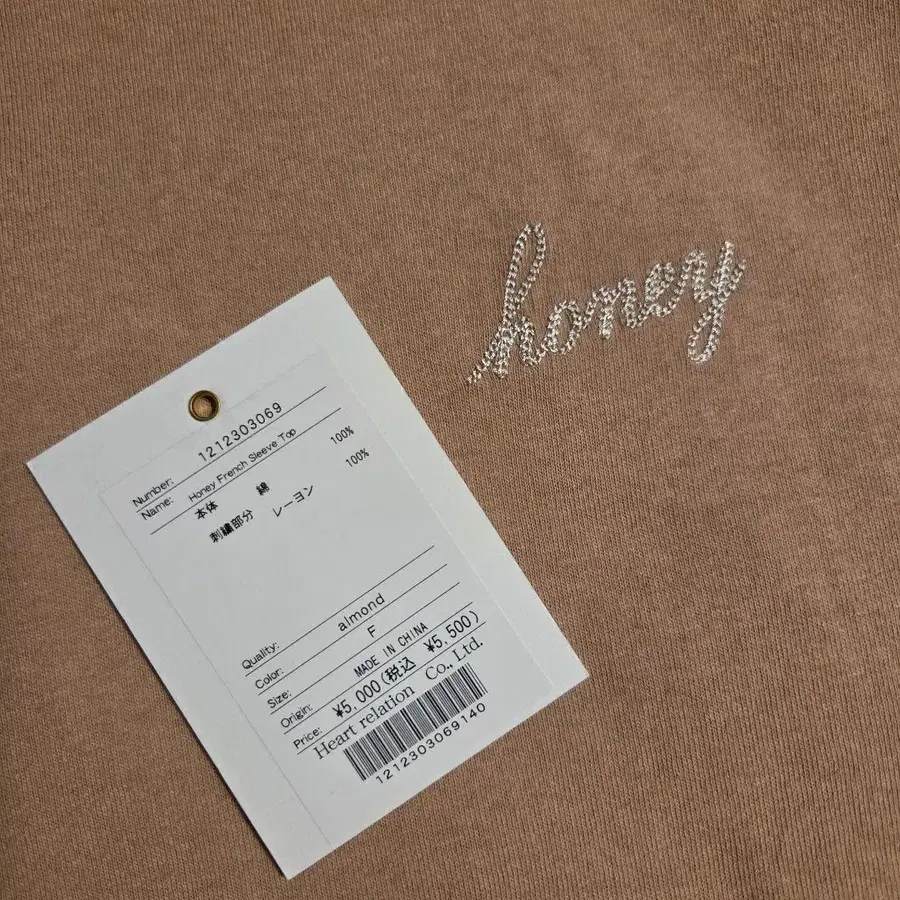 honey
Number: 1212303069
Name: Honey French Sleeve Top
本体 綿 100%
刺繍部分 レーヨン 100%
Quality:
Color: almond
Size: F
Origin: MADE IN CHINA
Price: ¥5,000(税込 ¥5,500)
Heart relation Co., Ltd.
1212303069140